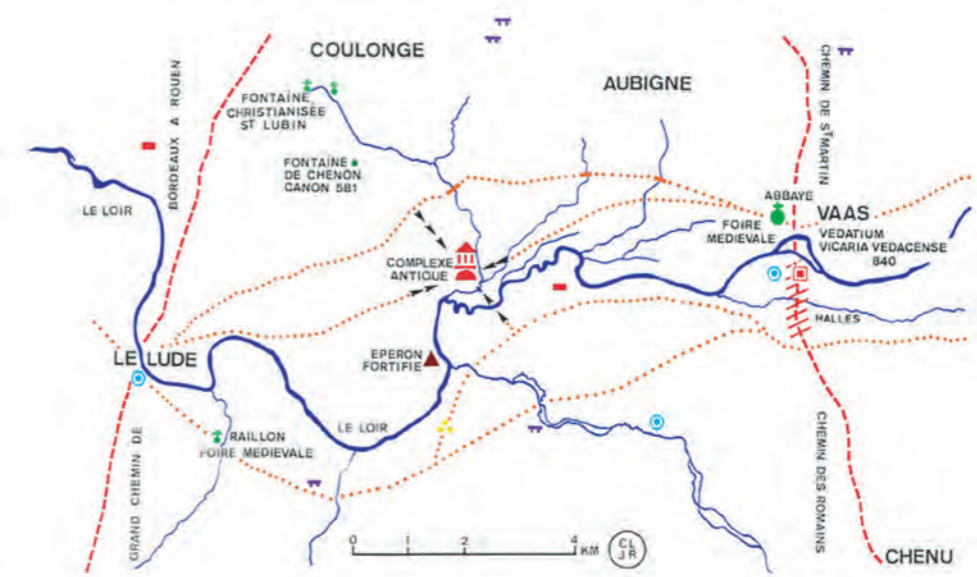 COULONGE
AUBIGNE
BORDEAUX A ROUEN
CHEMIN DE ST MARTIN
FONTAINE
CHRISTIANISÉE
ST LUBIN
FONTAINE
DE CHENON
CANON 581
LE LOIR
ABBAYE
FOIRE
MEDIEVALE
VAAS
VEDATIUM
VICARIA VEDACENSE
840
COMPLEXE
ANTIQUE
HALLES
LE LUDE
EPERON
FORTIFIE
LE LOIR
RAILLON
FOIRE MEDIEVALE
GRAND CHEMIN DE
CHEMIN DES ROMAINS
0 2 4 KM
CL
JR
CHENU